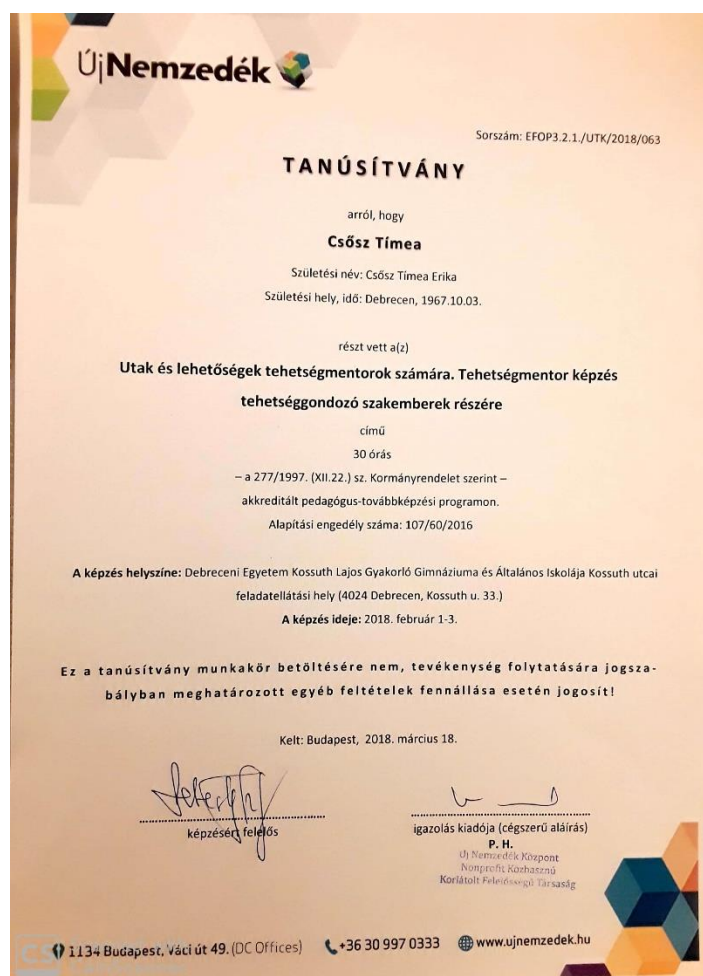 ÚjNemzedék
Sorszám: EFOP3.2.1./UTK/2018/063
TANÚSÍTVÁNY
arról, hogy
Csősz Tímea
Születési név: Csősz Tímea Erika
Születési hely, idő: Debrecen, 1967.10.03.
részt vett a(z)
Utak és lehetőségek tehetségmentorok számára. Tehetségmentor képzés
tehetséggondozó szakemberek részére
című
30 órás
– a 277/1997. (XII.22.) sz. Kormányrendelet szerint –
akkreditált pedagógus-továbbképzési programon.
Alapítási engedély száma: 107/60/2016
A képzés helyszíne: Debreceni Egyetem Kossuth Lajos Gyakorló Gimnáziuma és Általános Iskolája Kossuth utcai
feladatellátási hely (4024 Debrecen, Kossuth u. 33.)
A képzés ideje: 2018. február 1-3.
Ez a tanúsítvány munkakör betöltésére nem, tevékenység folytatására jogsza-
bályban meghatározott egyéb feltételek fennállása esetén jogosít!
Kelt: Budapest, 2018. március 18.
képzésért felelős
igazolás kiadója (cégszerű aláírás)
P. H.
Új Nemzedék Központ
Nonprofit Közhasznú
Korlátolt Felelősségű Társaság
1134 Budapest, Váci út 49. (DC Offices) +36 30 997 0333 www.ujnemzedek.hu
CS